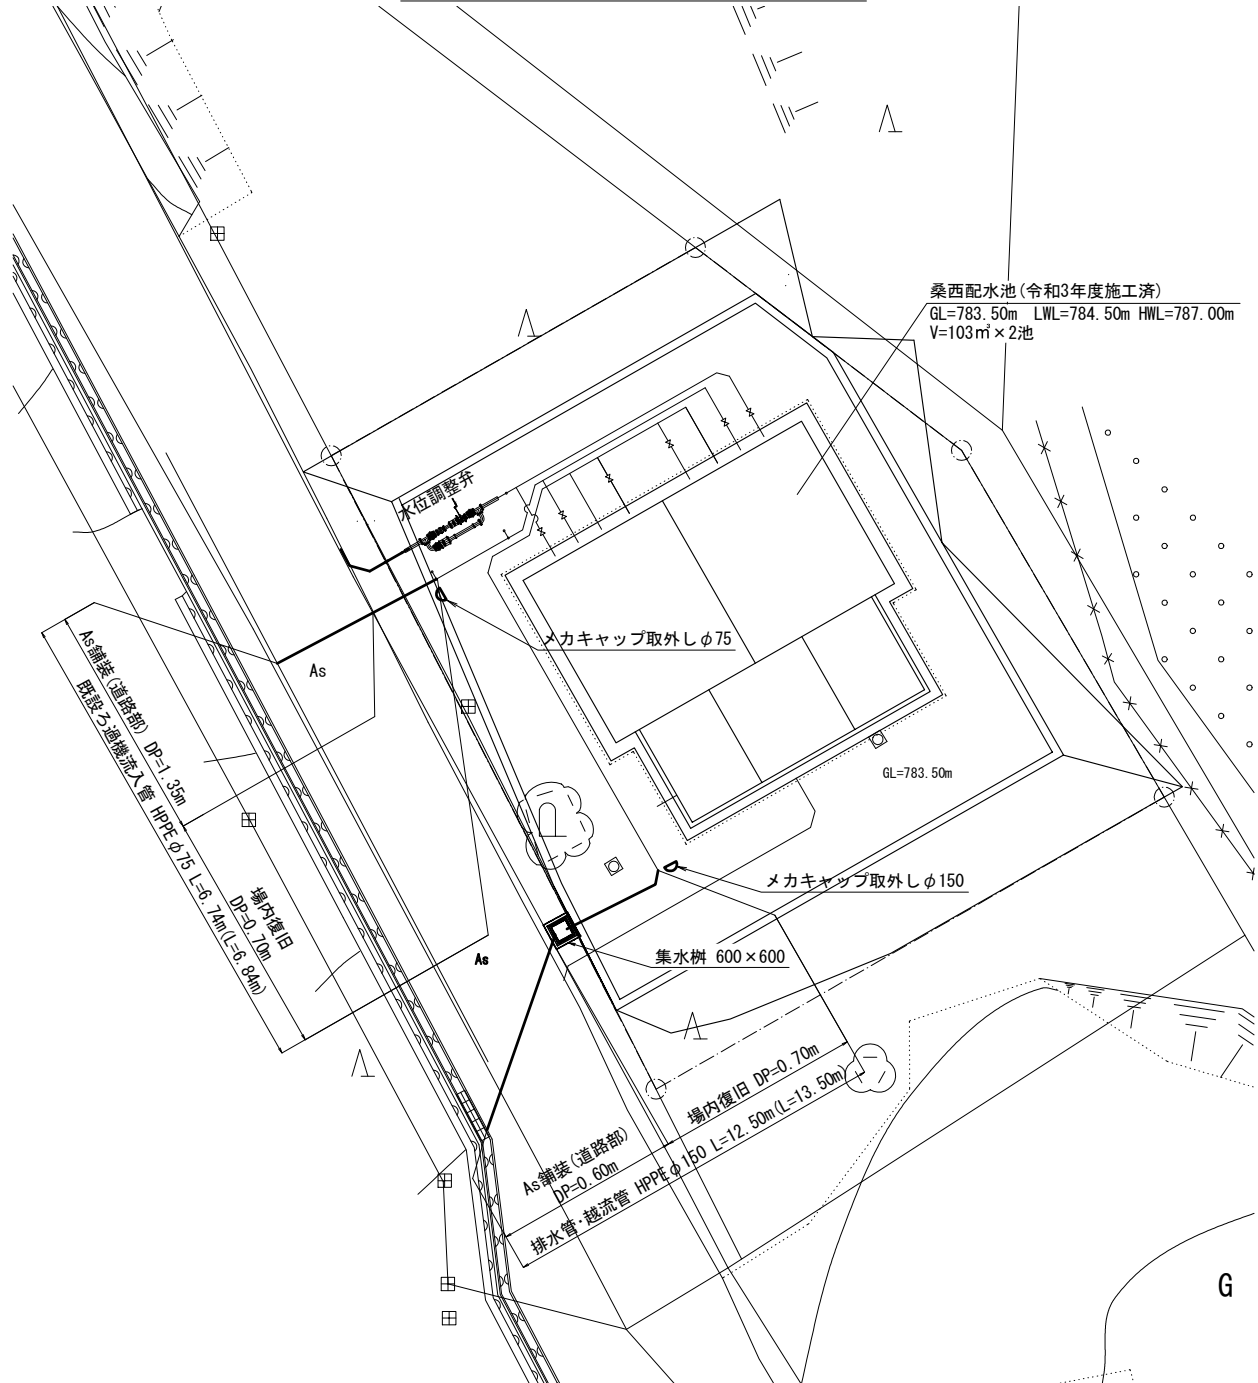 桑西配水池(令和3年度施工済)
GL=783.50m LWL=784.50m HWL=787.00m
V=103㎥×2池
水位調整弁
メカキャップ取外しφ75
As
As舗装(道路部) DP=1.35m
既設ろ過機流入管 HPPEφ75 L=6.74m(L=6.84m)
場内復旧
DP=0.70m
GL=783.50m
メカキャップ取外しφ150
集水桝 600×600
As
場内復旧 DP=0.70m
As舗装(道路部)
DP=0.60m
排水管・越流管 HPPEφ150 L=12.50m(L=13.50m)
G